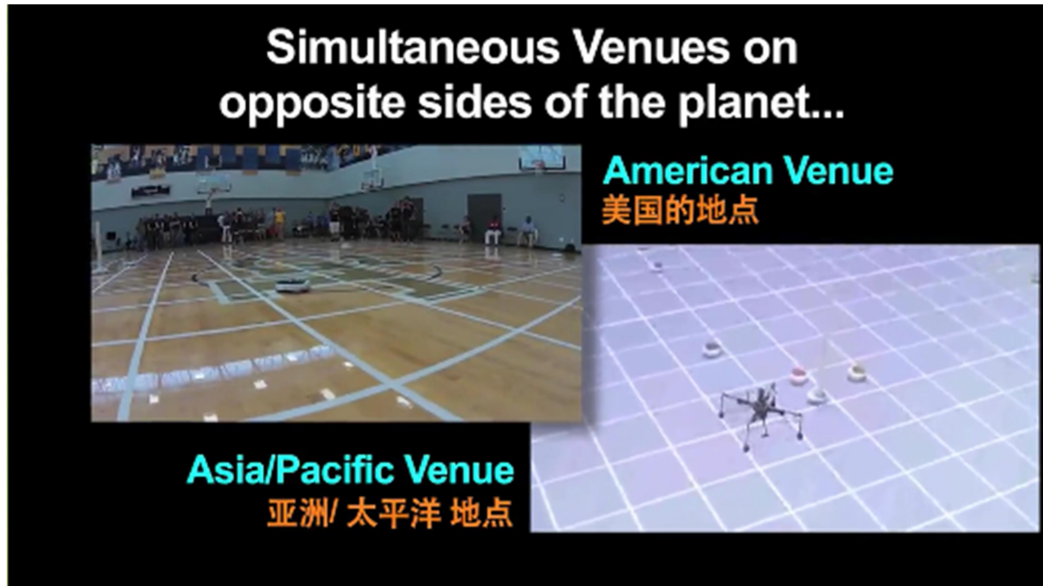 Simultaneous Venues on
opposite sides of the planet...
American Venue
美国的地点
Asia/Pacific Venue
亚洲/ 太平洋 地点